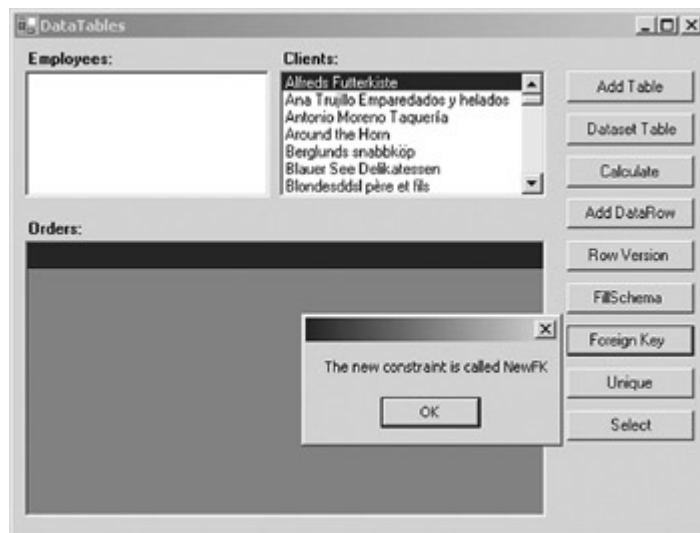 DataTables
Employees:
Clients:
Alfreds Futterkiste
Ana Trujillo Emparedados y helados
Antonio Moreno Taquería
Around the Horn
Berglunds snabbköp
Blauer See Delikatessen
Blondesddsl père et fils
Add Table
Dataset Table
Calculate
Add DataRow
Row Version
FillSchema
Foreign Key
Unique
Select
Orders:
The new constraint is called NewFK
OK